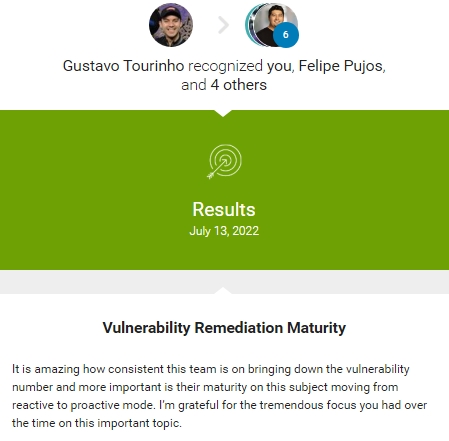 6
Gustavo Tourinho recognized you, Felipe Pujos,
and 4 others
Results
July 13, 2022
Vulnerability Remediation Maturity
It is amazing how consistent this team is on bringing down the vulnerability
number and more important is their maturity on this subject moving from
reactive to proactive mode. I'm grateful for the tremendous focus you had over
the time on this important topic.